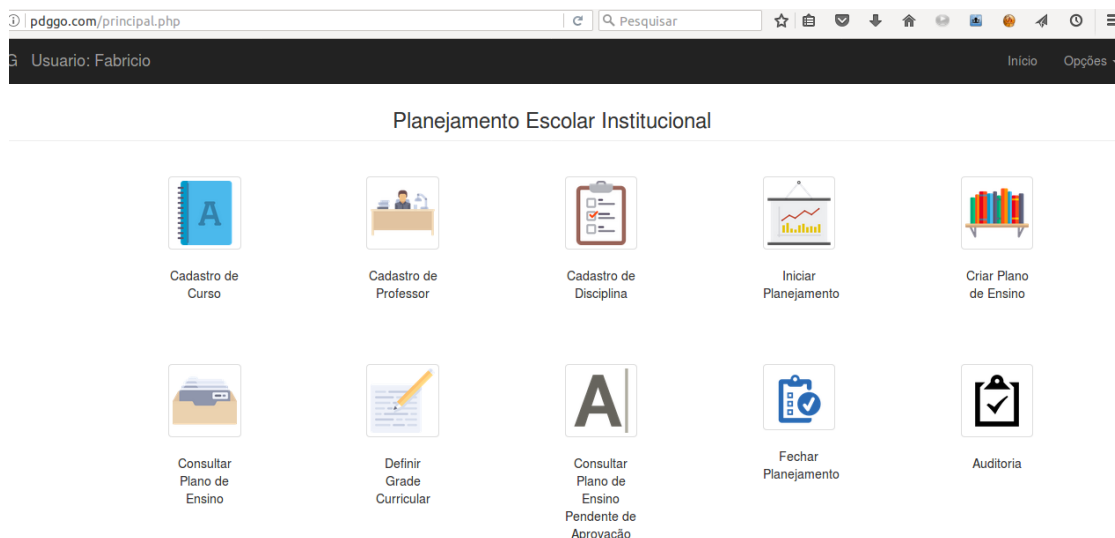 pdggo.com/principal.php
Pesquisar
G Usuario: Fabricio
Início
Opções
Planejamento Escolar Institucional
A
Cadastro de
Curso
Cadastro de
Professor
Cadastro de
Disciplina
Iniciar
Planejamento
Criar Plano
de Ensino
Consultar
Plano de
Ensino
Definir
Grade
Curricular
A
Consultar
Plano de
Ensino
Pendente de
Aprovação
Fechar
Planejamento
Auditoria